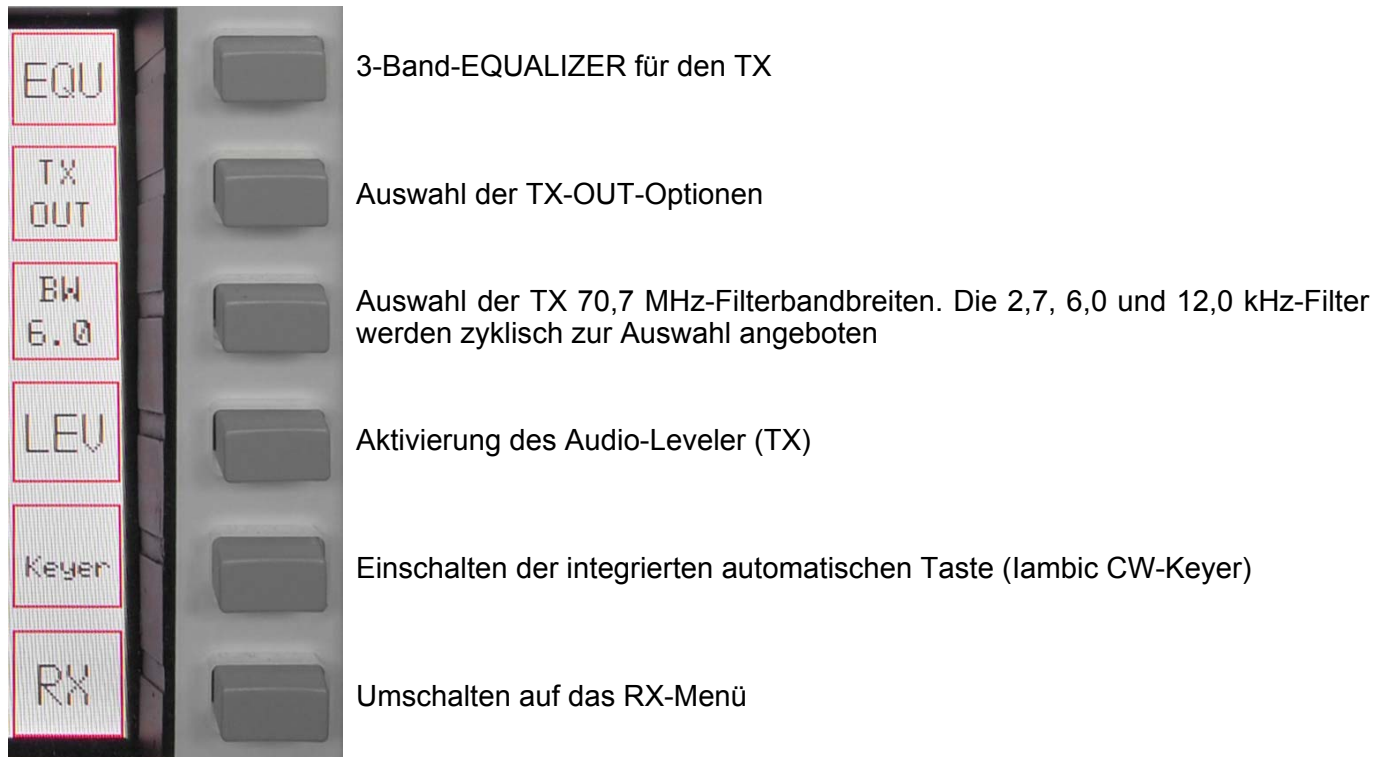 EQU
3-Band-EQUALIZER für den TX
TX
OUT
Auswahl der TX-OUT-Optionen
BW
6.0
Auswahl der TX 70,7 MHz-Filterbandbreiten. Die 2,7, 6,0 und 12,0 kHz-Filter
werden zyklisch zur Auswahl angeboten
LEV
Aktivierung des Audio-Leveler (TX)
Keyer
Einschalten der integrierten automatischen Taste (Iambic CW-Keyer)
RX
Umschalten auf das RX-Menü